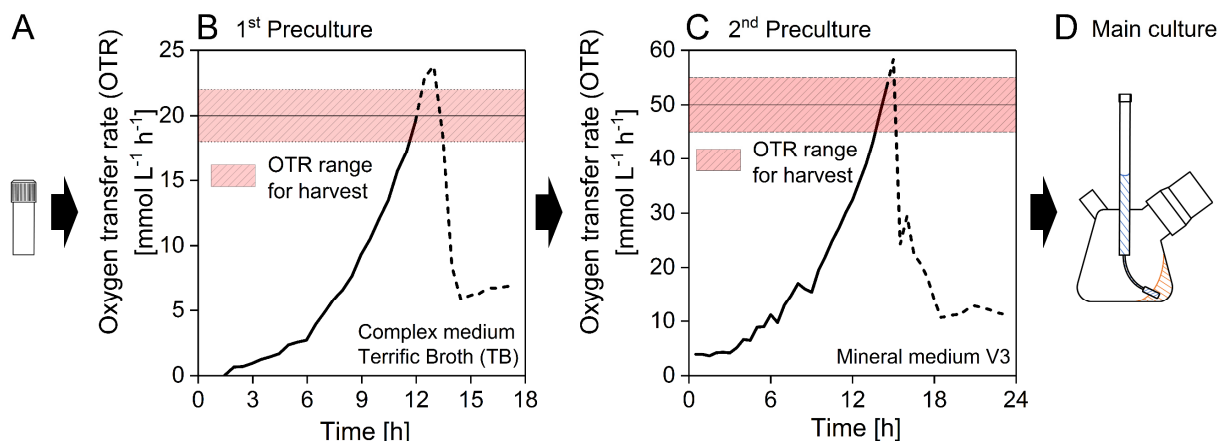 A
B 1st Preculture
Oxygen transfer rate (OTR)
[mmol L-1 h-1]
25
20
15
10
5
0
OTR range
for harvest
Complex medium
Terrific Broth (TB)
0 3 6 9 12 15 18
Time [h]
C 2nd Preculture
Oxygen transfer rate (OTR)
[mmol L-1 h-1]
60
50
40
30
20
10
0
OTR range
for harvest
Mineral medium V3
0 6 12 18 24
Time [h]
D Main culture